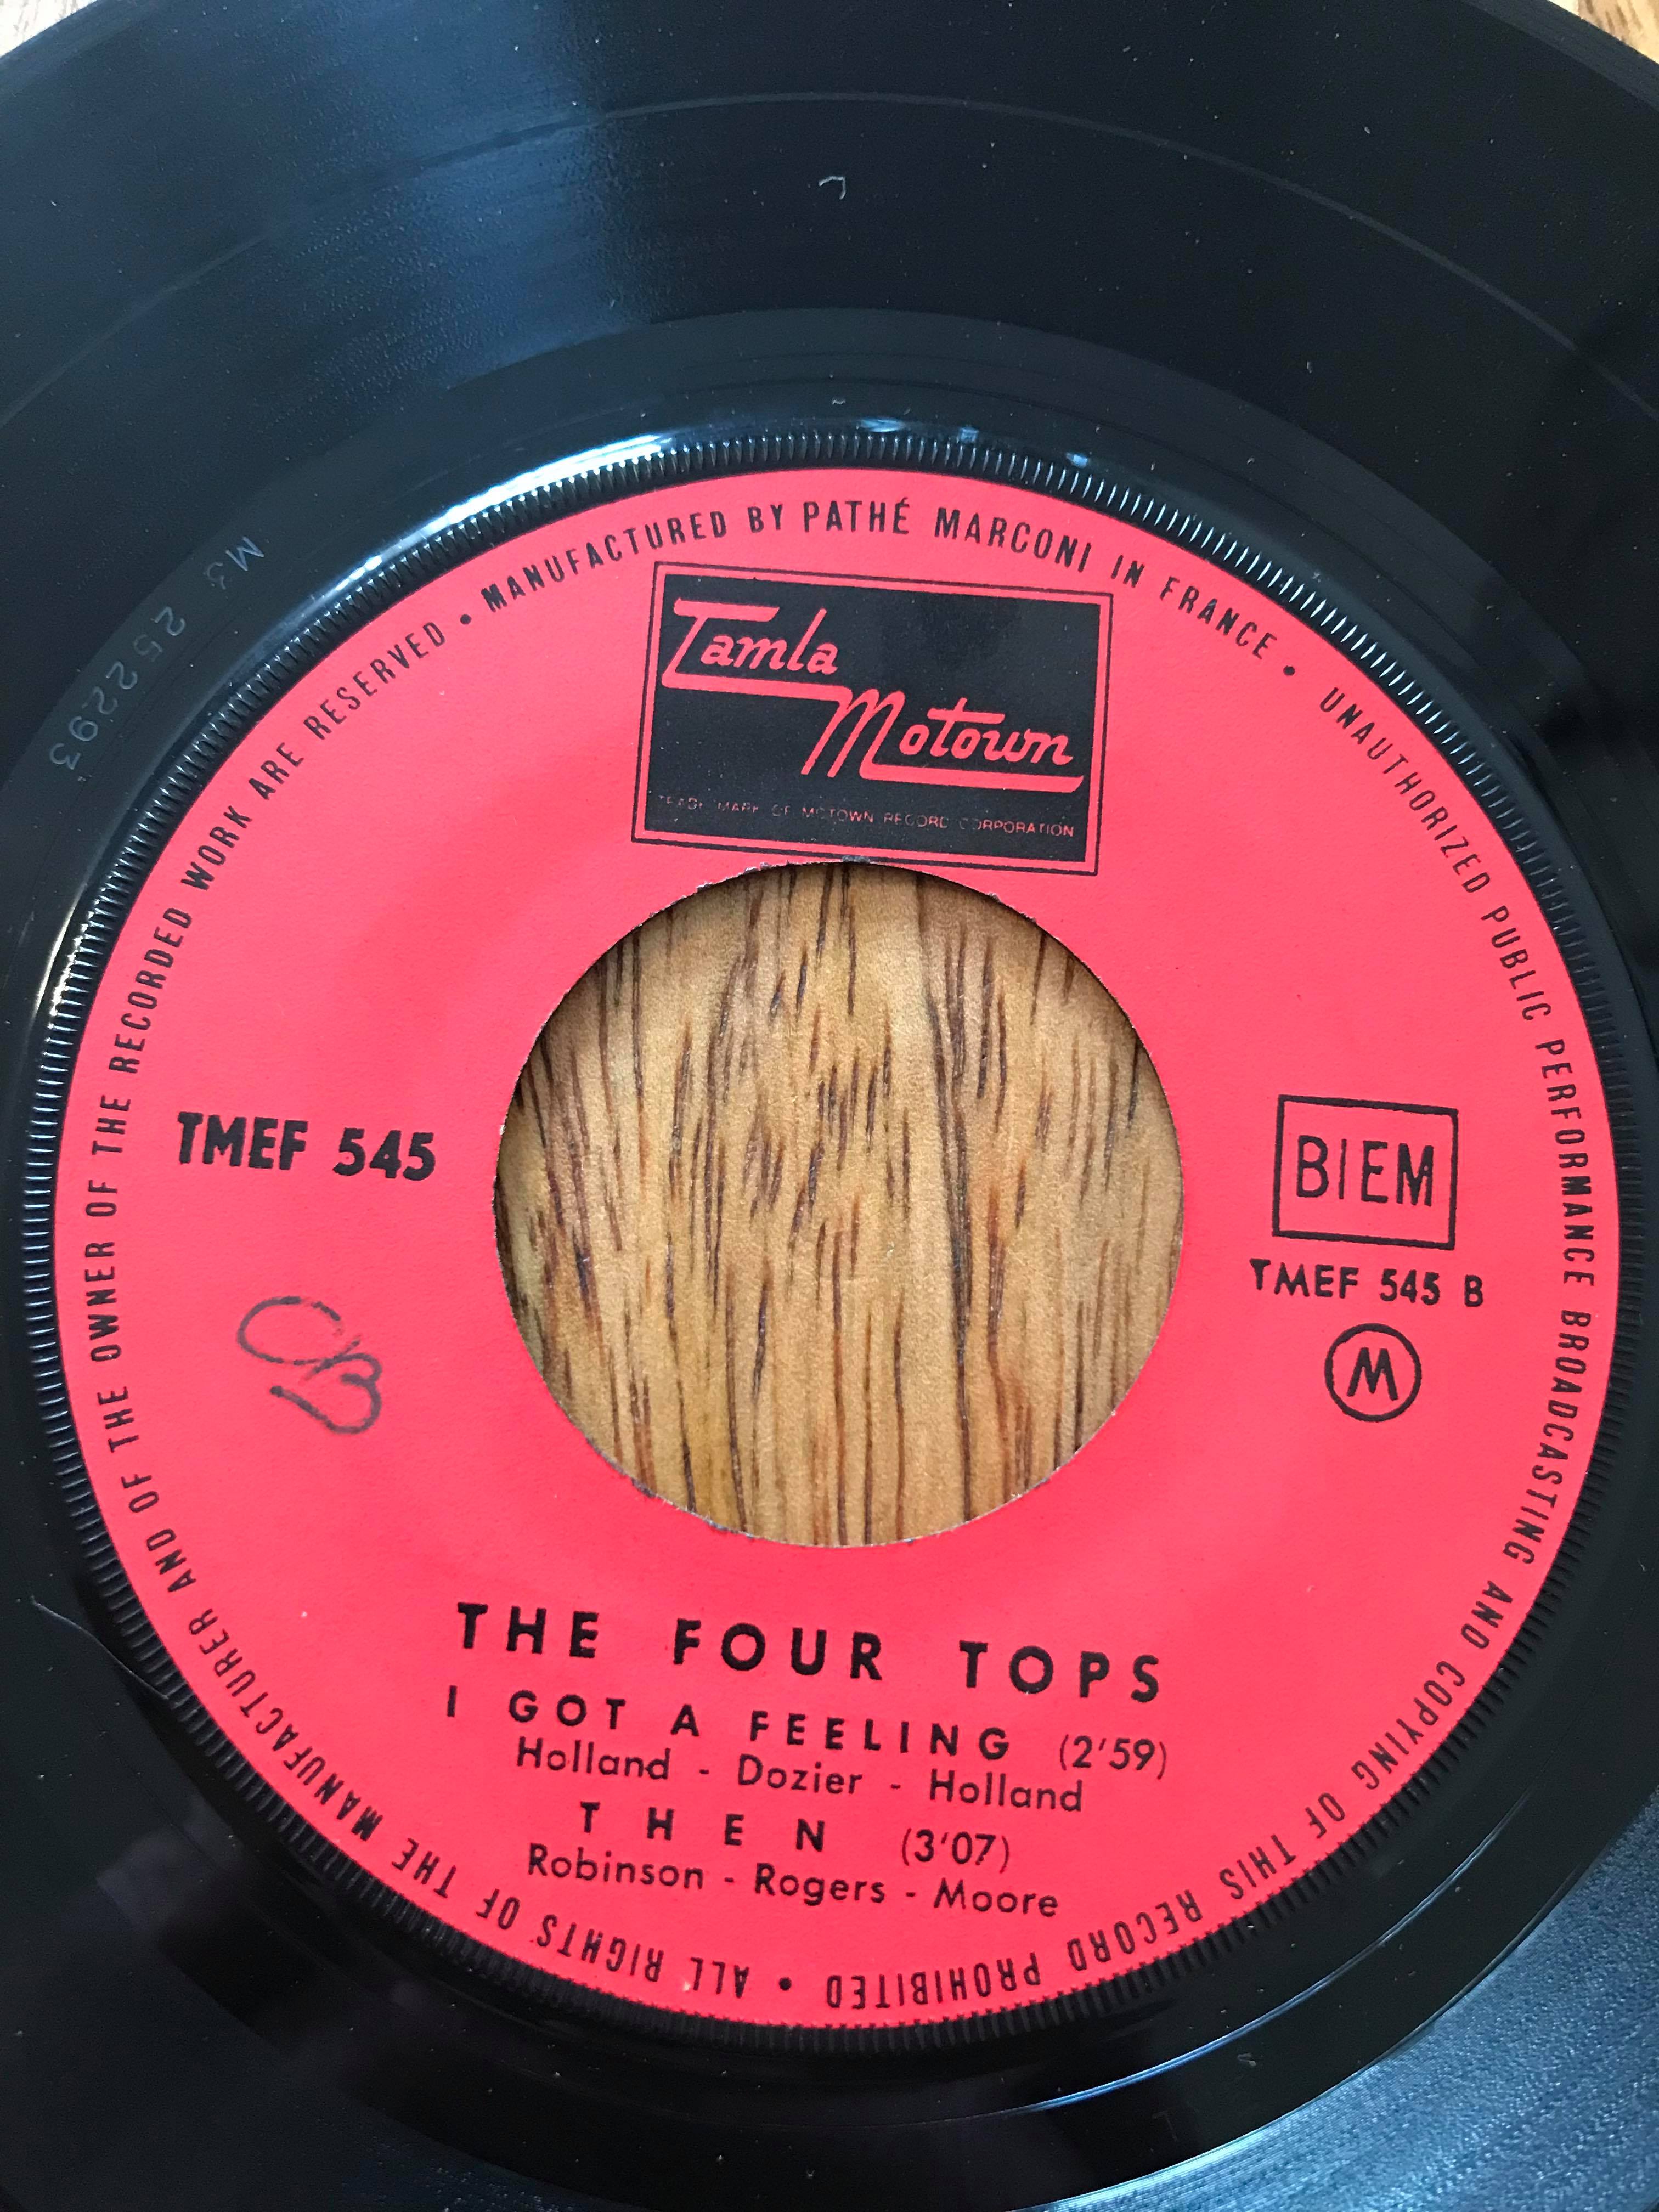 MANUFACTURED BY PATHÉ MARCONI IN FRANCE • UNAUTHORIZED PUBLIC PERFORMANCE BROADCASTING AND COPYING OF THIS RECORD PROHIBITED • ALL RIGHTS OF THE MANUFACTURER AND OF THE OWNER OF THE RECORDED WORK ARE RESERVED •
M3 252293
Tamla
Motown
TRADE MARK OF MOTOWN RECORD CORPORATION
TMEF 545
BIEM
TMEF 545 B
M
CB
THE FOUR TOPS
I GOT A FEELING (2'59)
Holland - Dozier - Holland
THEN (3'07)
Robinson - Rogers - Moore